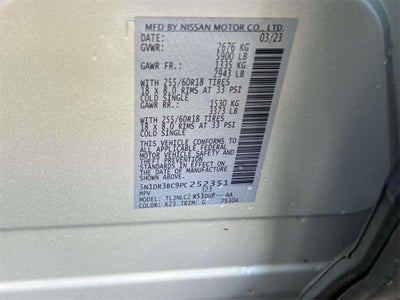 MFD BY NISSAN MOTOR CO., LTD.
DATE: 03/23
GVWR: 2676 KG
5900 LB
GAWR FR.: 1335 KG
2943 LB
WITH 255/60R18 TIRES
18 X 8.0 RIMS AT 33 PSI
COLD SINGLE
GAWR RR.: 1530 KG
3373 LB
WITH 255/60R18 TIRES
18 X 8.0 RIMS AT 33 PSI
COLD SINGLE
THIS VEHICLE CONFORMS
TO ALL APPLICABLE FEDERAL
MOTOR VEHICLE SAFETY
AND THEFT PREVENTION
STANDARDS IN EFFECT ON
THE DATE OF MANUFACTURE
SHOWN ABOVE.
5N1DR3BC9PC252351
MPV
MODEL:
COLOR: K23 TRIM: G